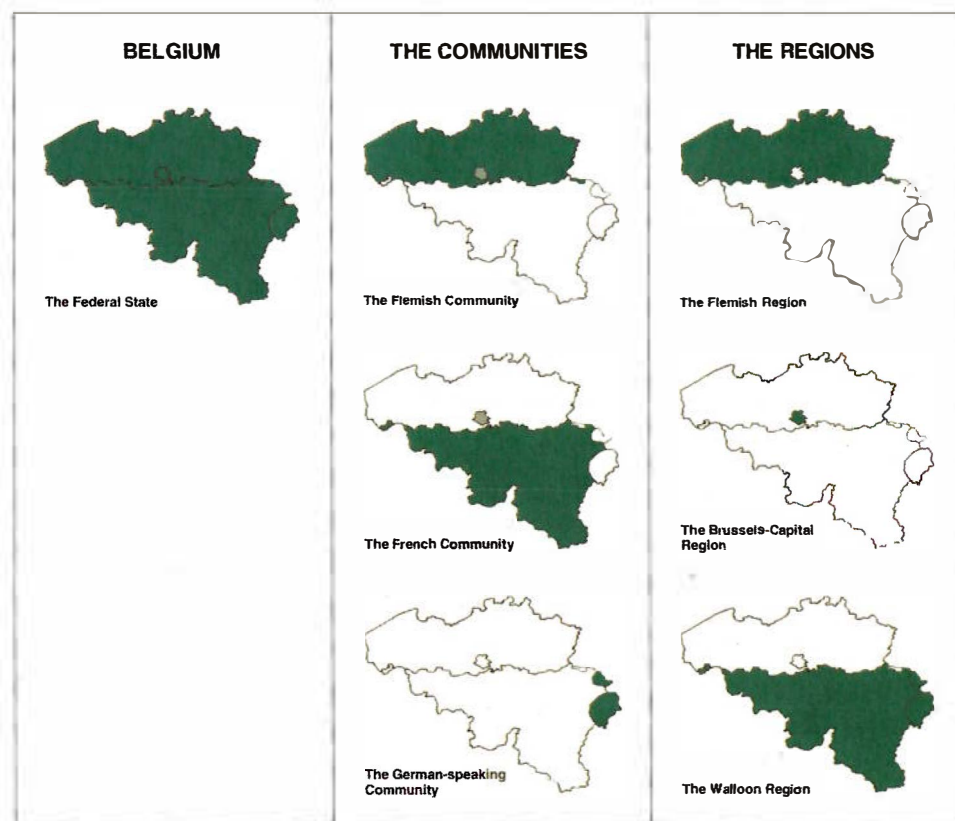 BELGIUM
The Federal State
THE COMMUNITIES
The Flemish Community
The French Community
The German-speaking
Community
THE REGIONS
The Flemish Region
The Brussels-Capital
Region
The Walloon Region